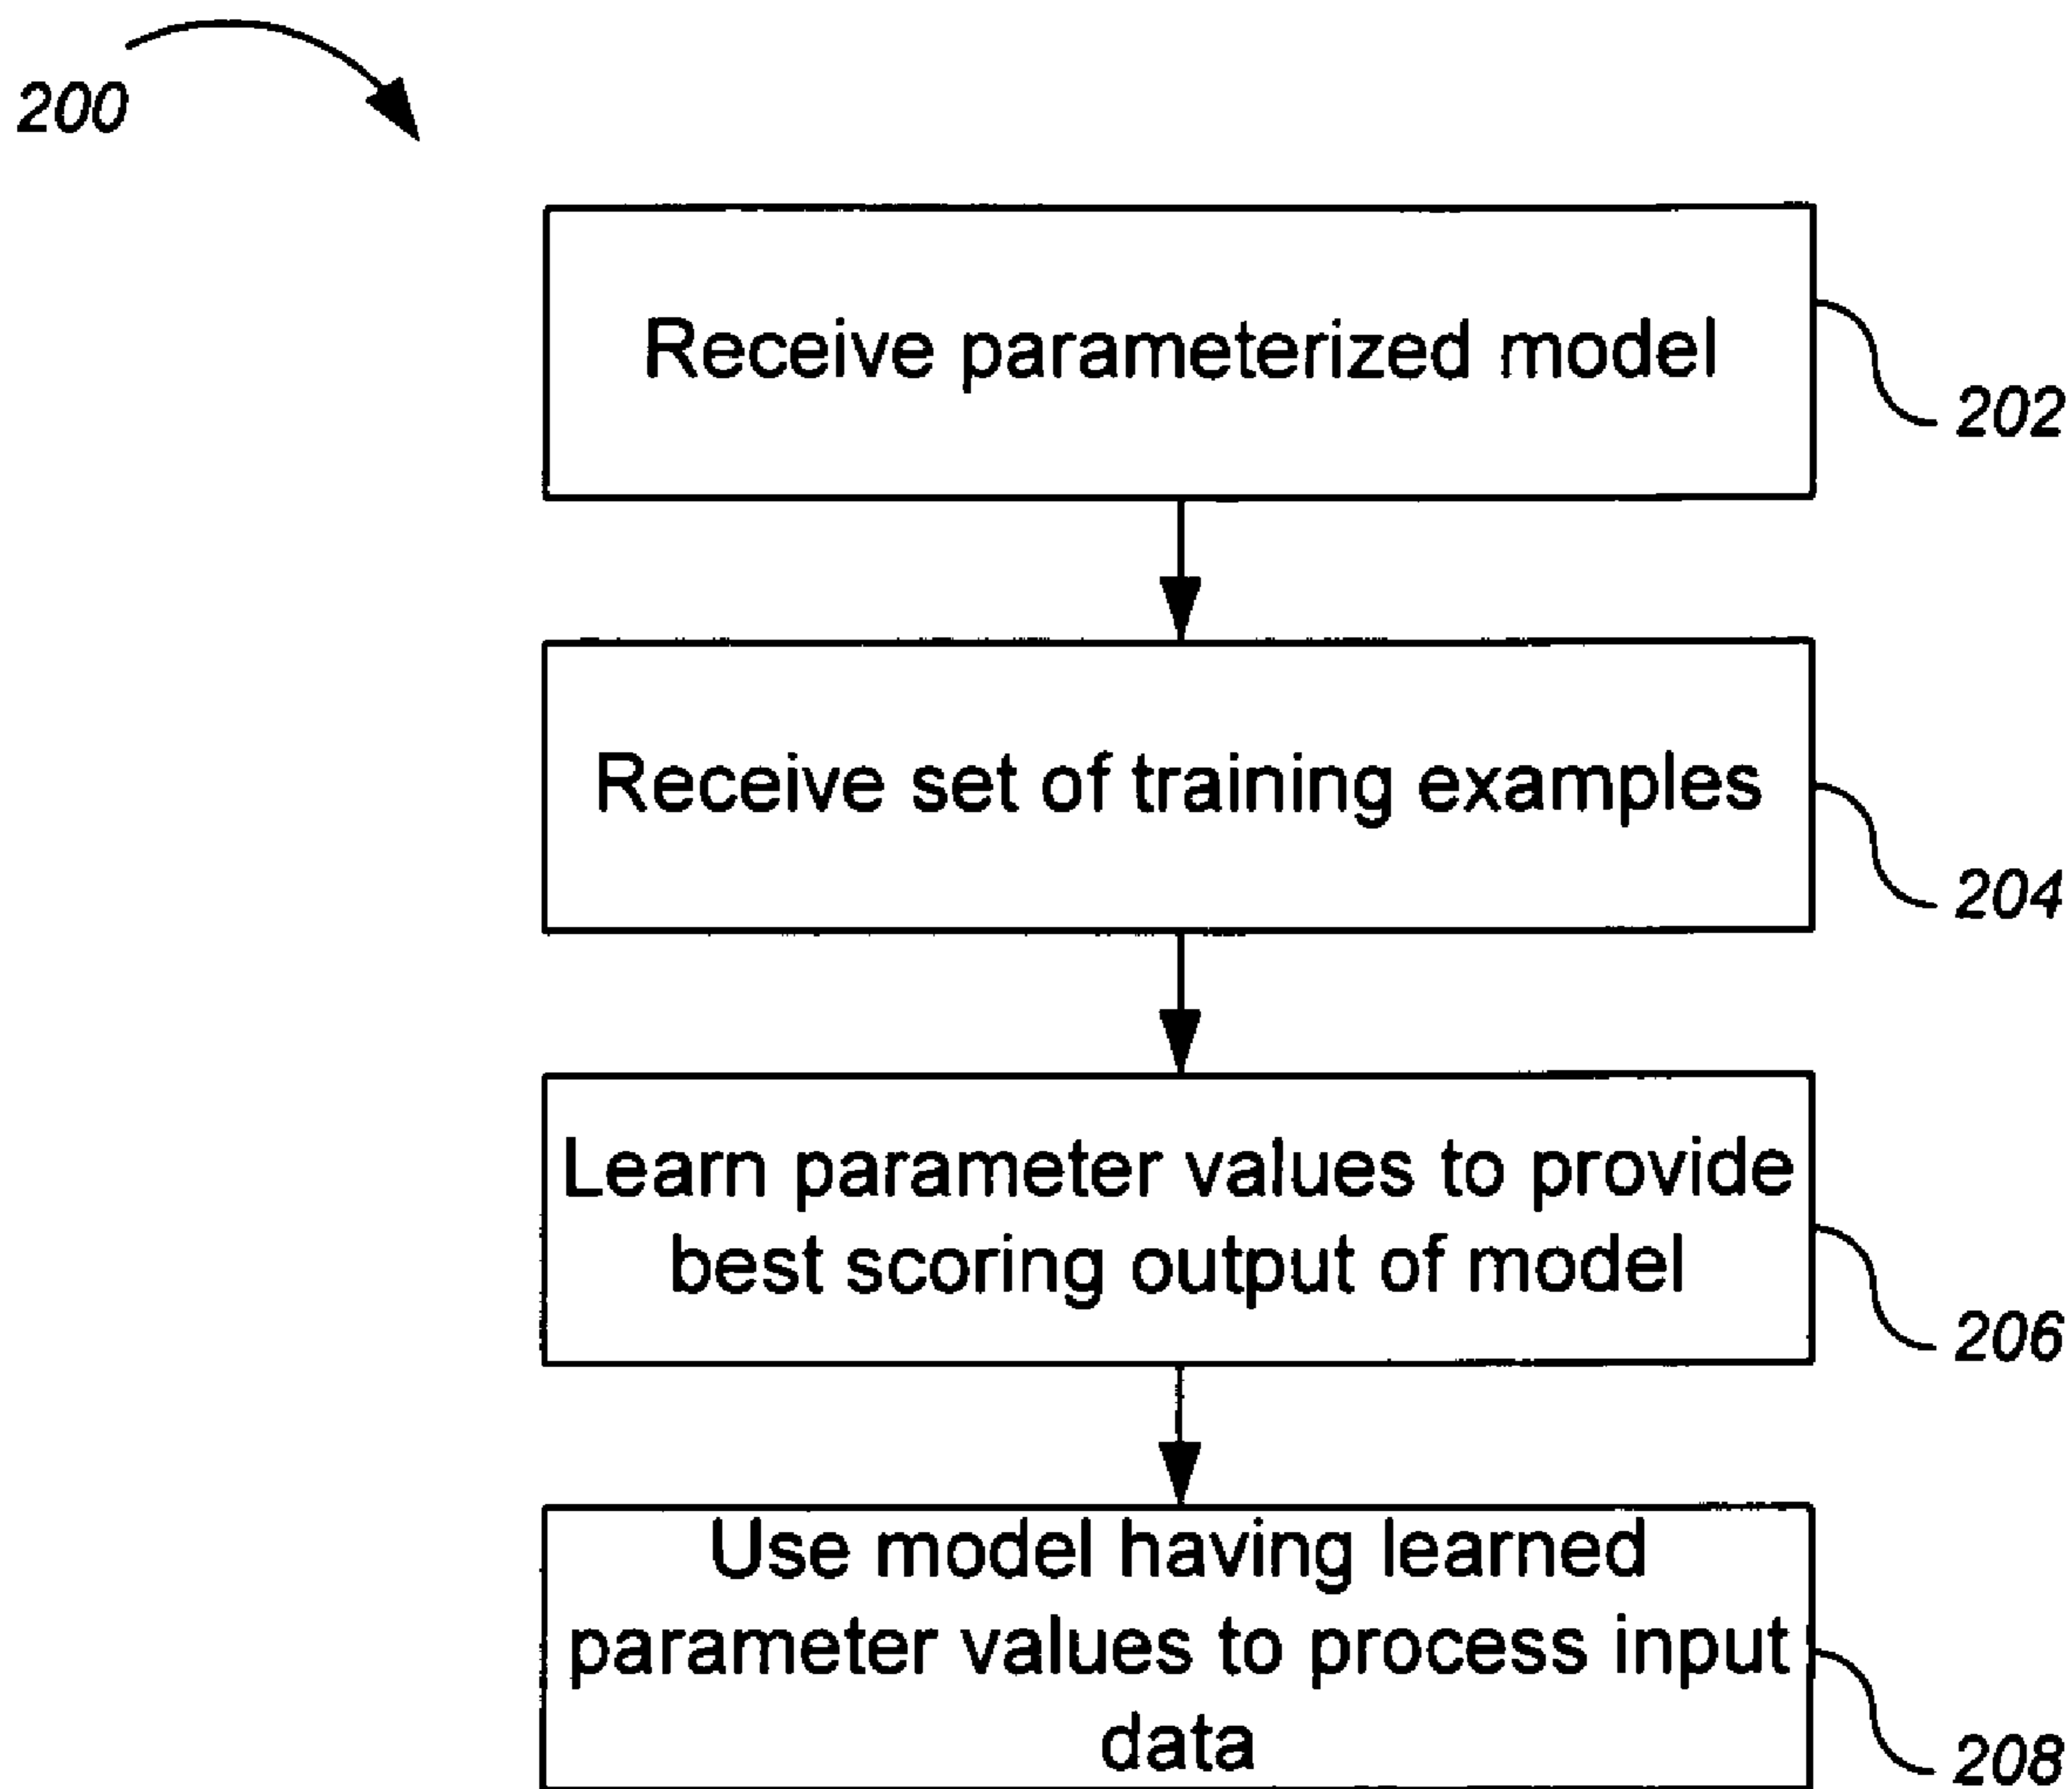 200
Receive parameterized model
202
Receive set of training examples
204
Learn parameter values to provide
best scoring output of model
206
Use model having learned
parameter values to process input
data
208